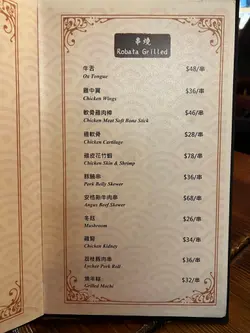 串燒
Robata Grilled
牛舌 $48/串
Ox Tongue
雞中翼 $36/串
Chicken Wings
軟骨雞肉棒 $46/串
Chicken Meat Soft Bone Stick
雞軟骨 $28/串
Chicken Cartilage
雞皮花竹蝦 $78/串
Chicken Skin & Shrimp
豚腩串 $36/串
Pork Belly Skewer
安格斯牛肉串 $68/串
Angus Beef Skewer
冬菇 $26/串
Mushroom
雞腎 $34/串
Chicken Kidney
荔枝豚肉串 $36/串
Lychee Pork Roll
燒年糕 $32/串
Grilled Mochi